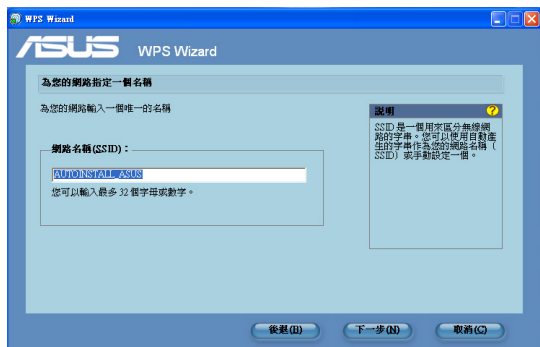 WPS Wizard
ASUS WPS Wizard
為您的網路指定一個名稱
為您的網路輸入一個唯一的名稱
網路名稱(SSID)：
AUTOINSTALL_ASUS
您可以輸入最多 32 個字母或數字。
說明 ?
SSID 是一個用來區分無線網
路的字串。您可以使用自動產
生的字串作為您的網路名稱（
SSID）或手動設定一個。
後退(B) 下一步(N) 取消(C)